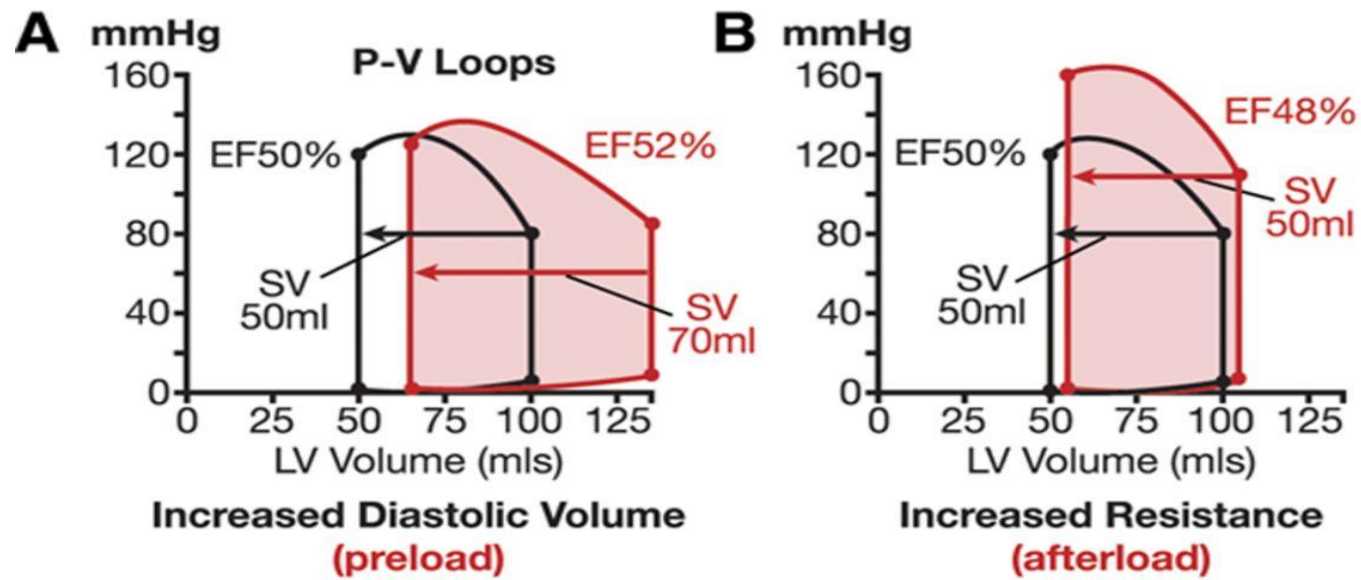 A
mmHg
P-V Loops
160
120
80
40
0
EF50%
EF52%
SV
50ml
SV
70ml
0 25 50 75 100 125
LV Volume (mls)
Increased Diastolic Volume
(preload)
B
mmHg
160
120
80
40
0
EF50%
EF48%
SV
50ml
SV
50ml
0 25 50 75 100 125
LV Volume (mls)
Increased Resistance
(afterload)